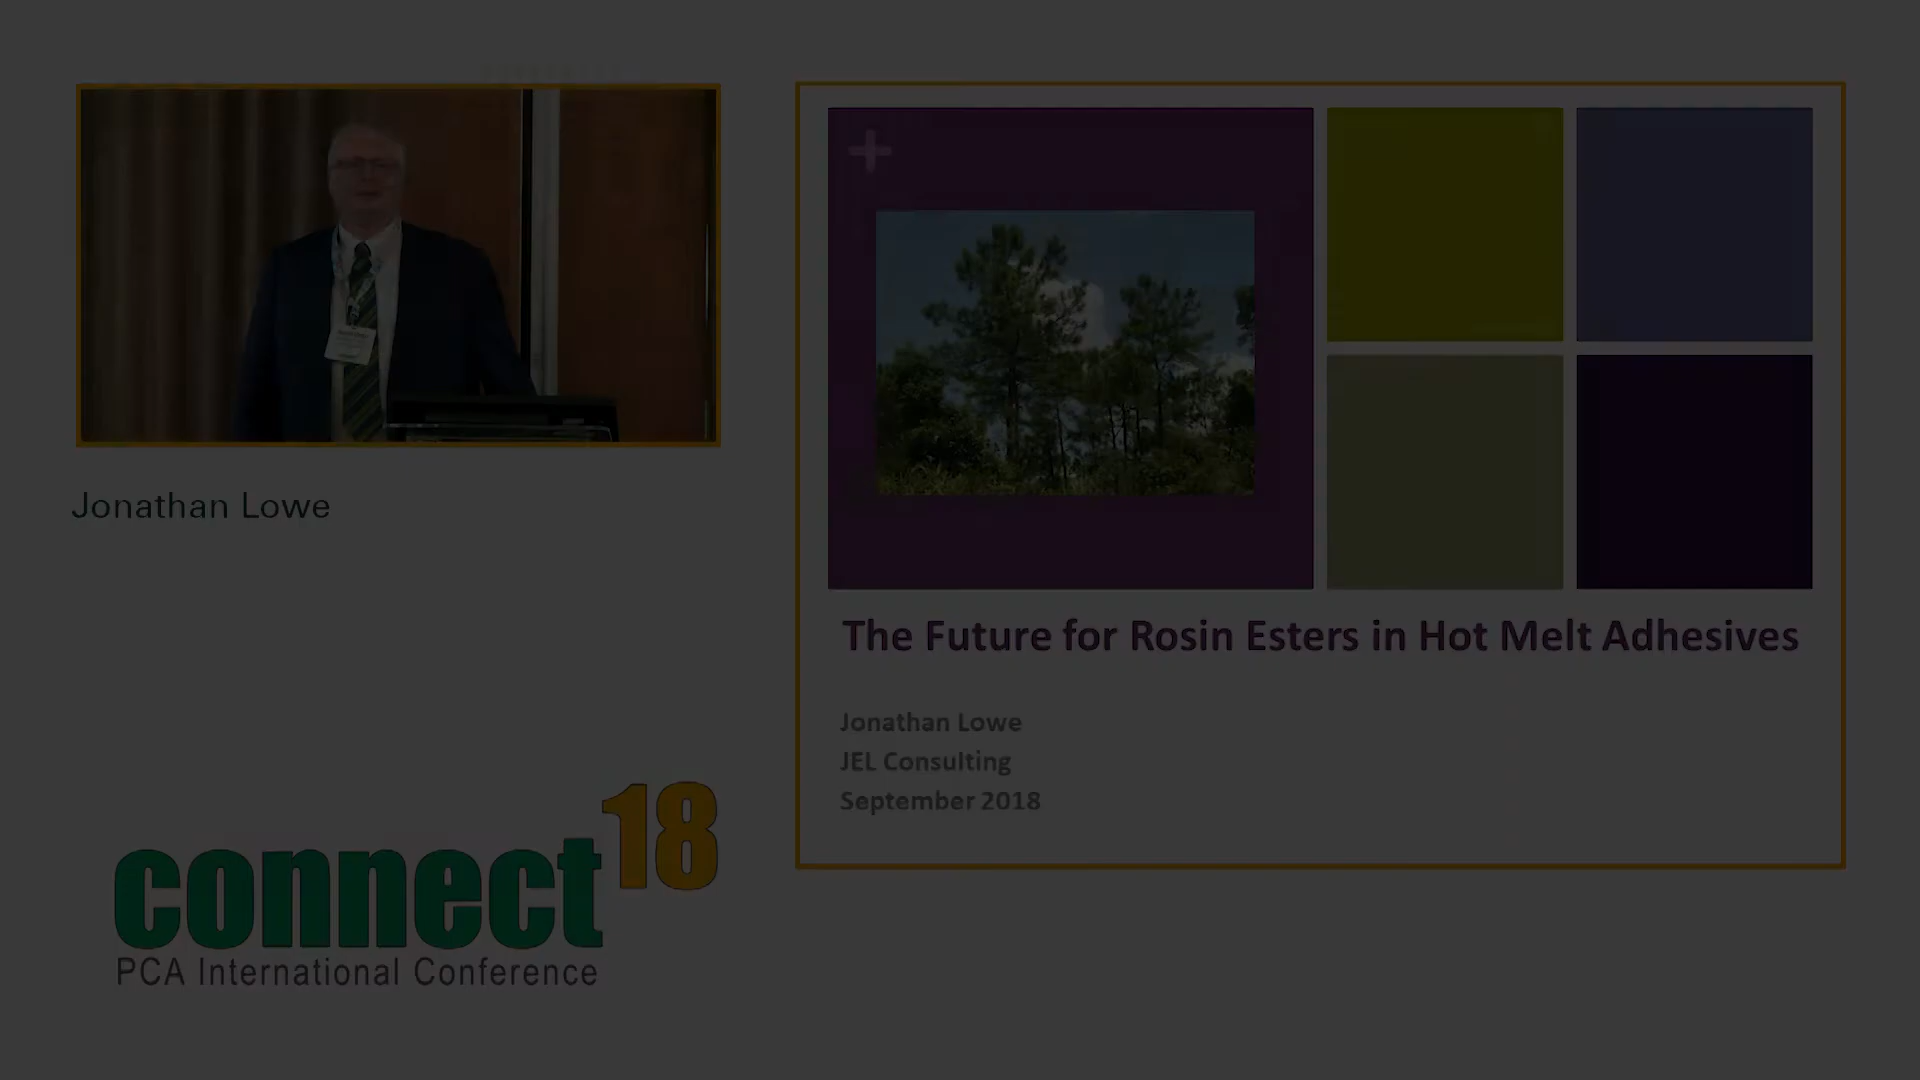 Jonathan Lowe
The Future for Rosin Esters in Hot Melt Adhesives
Jonathan Lowe
JEL Consulting
September 2018
connect18
PCA International Conference